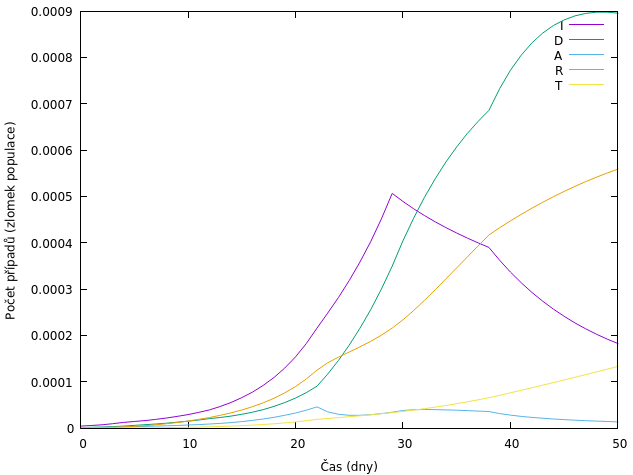 0.0009
0.0008
0.0007
0.0006
0.0005
0.0004
0.0003
0.0002
0.0001
0
Počet případů (zlomek populace)
I
D
A
R
T
0 10 20 30 40 50
Čas (dny)